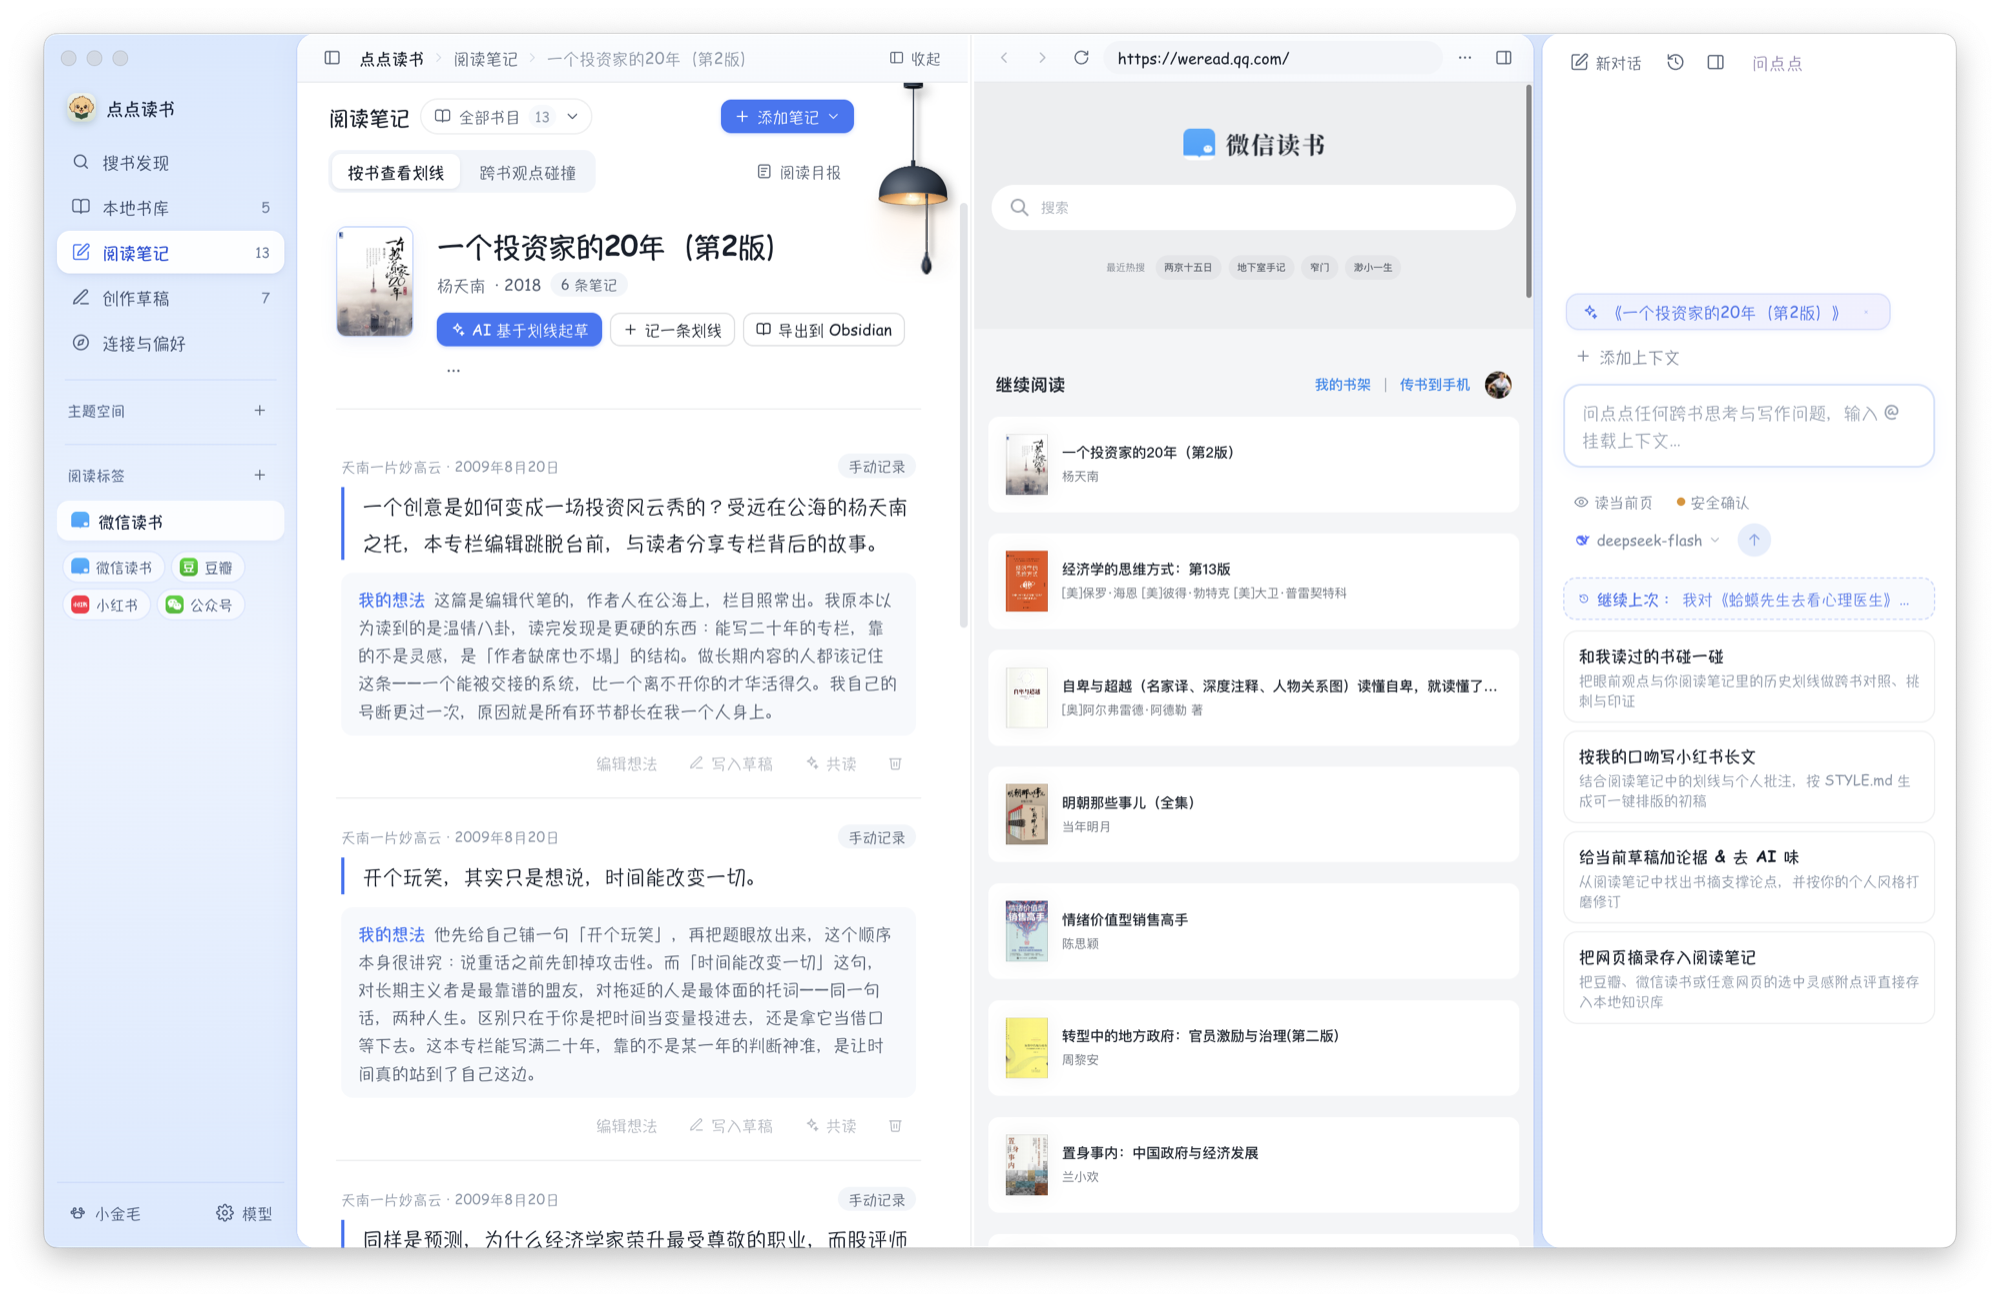 点点读书
搜书发现
本地书库 5
阅读笔记 13
创作草稿 7
连接与偏好
主题空间 +
阅读标签 +
微信读书
微信读书 豆瓣
小红书 公众号
小金毛 模型
点点读书 阅读笔记 一个投资家的20年（第2版） 收起
阅读笔记 全部书目 13 + 添加笔记
按书查看划线 跨书观点碰撞 阅读月报
一个投资家的20年（第2版）
杨天南 · 2018 6 条笔记
AI 基于划线起草 + 记一条划线 导出到 Obsidian
...
天南一片妙高云 · 2009年8月20日 手动记录
一个创意是如何变成一场投资风云秀的？受远在公海的杨天南
之托，本专栏编辑跳脱台前，与读者分享专栏背后的故事。
我的想法 这篇是编辑代笔的，作者人在公海上，栏目照常出。我原本以
为读到的是温情八卦，读完发现是更硬的东西：能写二十年的专栏，靠
的不是灵感，是「作者缺席也不塌」的结构。做长期内容的人都该记住
这条——一个能被交接的系统，比一个离不开你的才华活得久。我自己的
号断更过一次，原因就是所有环节都长在我一个人身上。
编辑想法 写入草稿 共读
天南一片妙高云 · 2009年8月20日 手动记录
开个玩笑，其实只是想说，时间能改变一切。
我的想法 他先给自己铺一句「开个玩笑」，再把题眼放出来，这个顺序
本身很讲究：说重话之前先卸掉攻击性。而「时间能改变一切」这句，
对长期主义者是最靠谱的盟友，对拖延的人是最体面的托词——同一句
话，两种人生。区别只在于你是把时间当变量投进去，还是拿它当借口
等下去。这本专栏能写满二十年，靠的不是某一年的判断神准，是让时
间真的站到了自己这边。
编辑想法 写入草稿 共读
天南一片妙高云 · 2009年8月20日 手动记录
同样是预测，为什么经济学家荣升最受尊敬的职业，而股评师
https://weread.qq.com/ ...
微信读书
搜索
最近热搜 两京十五日 地下室手记 窄门 渺小一生
继续阅读 我的书架 | 传书到手机
一个投资家的20年（第2版）
杨天南
经济学的思维方式：第13版
[美]保罗·海恩 [美]彼得·勃特克 [美]大卫·普雷契特科
自卑与超越（名家译、深度注释、人物关系图）读懂自卑，就读懂了...
[奥]阿尔弗雷德·阿德勒 著
明朝那些事儿（全集）
当年明月
情绪价值型销售高手
陈思颖
转型中的地方政府：官员激励与治理(第二版)
周黎安
置身事内：中国政府与经济发展
兰小欢
新对话 问点点
《一个投资家的20年（第2版）》
+ 添加上下文
问点点任何跨书思考与写作问题，输入 @
挂载上下文...
读当前页 安全确认
deepseek-flash
继续上次： 我对《蛤蟆先生去看心理医生》...
和我读过的书碰一碰
把眼前观点与你阅读笔记里的历史划线做跨书对照、挑
刺与印证
按我的口吻写小红书长文
结合阅读笔记中的划线与个人批注，按 STYLE.md 生
成可一键排版的初稿
给当前草稿加论据 & 去 AI 味
从阅读笔记中找出书摘支撑论点，并按你的个人风格打
磨修订
把网页摘录存入阅读笔记
把豆瓣、微信读书或任意网页的选中灵感附点评直接存
入本地知识库